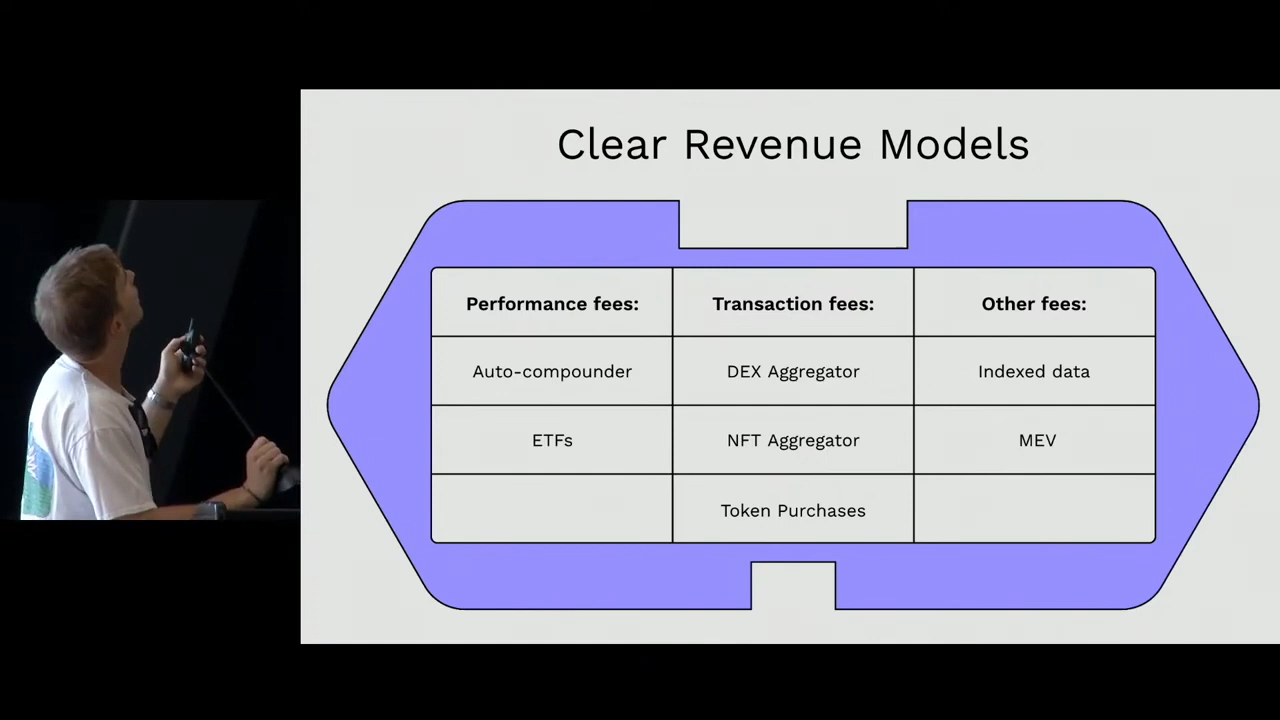 Clear Revenue Models
Performance fees: Transaction fees: Other fees:
Auto-compounder DEX Aggregator Indexed data
ETFs NFT Aggregator MEV
Token Purchases